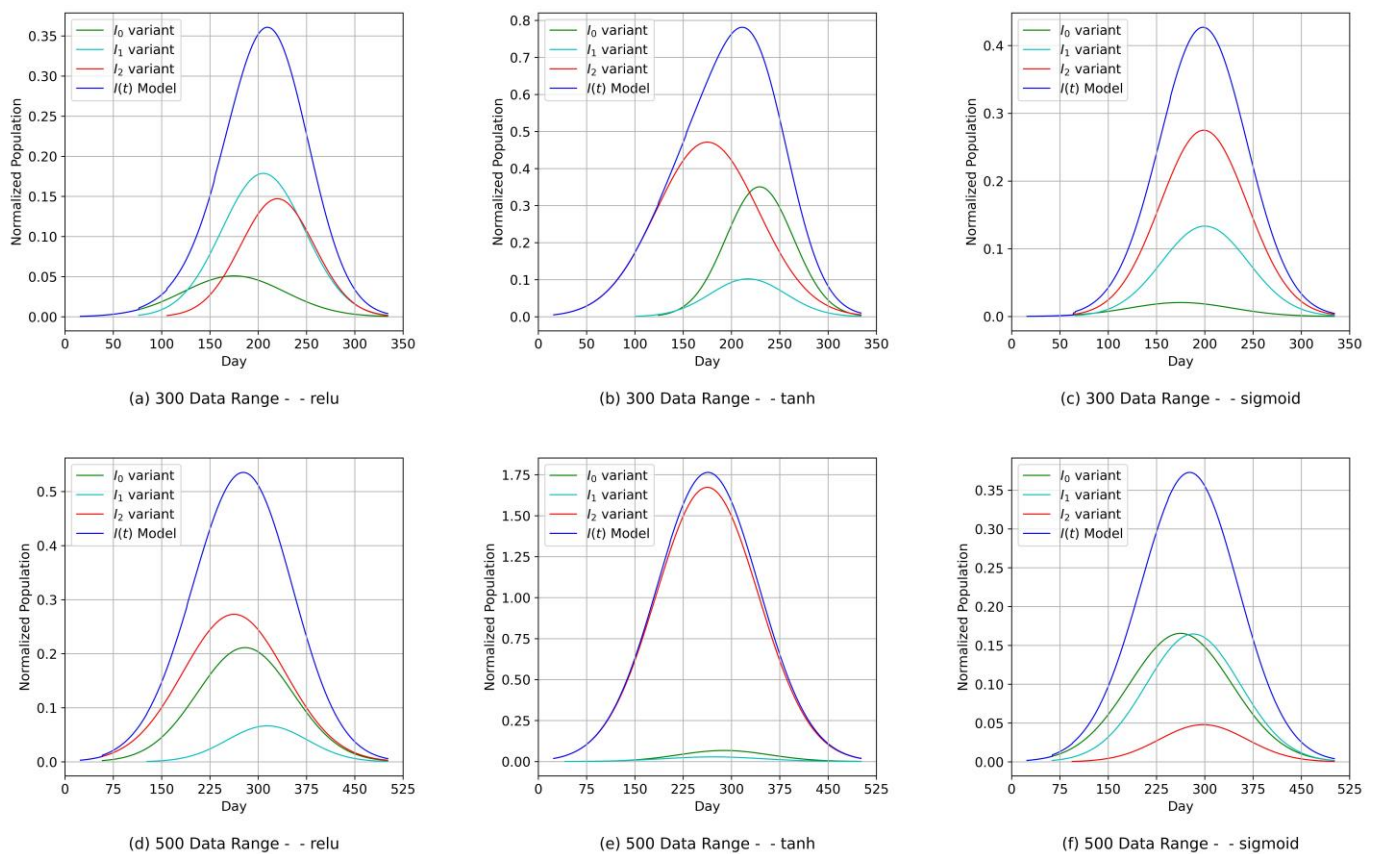 I0 variant
I1 variant
I2 variant
I(t) Model
Normalized Population
0.35
0.30
0.25
0.20
0.15
0.10
0.05
0.00
0 50 100 150 200 250 300 350
Day
(a) 300 Data Range - - relu
I0 variant
I1 variant
I2 variant
I(t) Model
Normalized Population
0.8
0.7
0.6
0.5
0.4
0.3
0.2
0.1
0.0
0 50 100 150 200 250 300 350
Day
(b) 300 Data Range - - tanh
I0 variant
I1 variant
I2 variant
I(t) Model
Normalized Population
0.4
0.3
0.2
0.1
0.0
0 50 100 150 200 250 300 350
Day
(c) 300 Data Range - - sigmoid
I0 variant
I1 variant
I2 variant
I(t) Model
Normalized Population
0.5
0.4
0.3
0.2
0.1
0.0
0 75 150 225 300 375 450 525
Day
(d) 500 Data Range - - relu
I0 variant
I1 variant
I2 variant
I(t) Model
Normalized Population
1.75
1.50
1.25
1.00
0.75
0.50
0.25
0.00
0 75 150 225 300 375 450 525
Day
(e) 500 Data Range - - tanh
I0 variant
I1 variant
I2 variant
I(t) Model
Normalized Population
0.35
0.30
0.25
0.20
0.15
0.10
0.05
0.00
0 75 150 225 300 375 450 525
Day
(f) 500 Data Range - - sigmoid